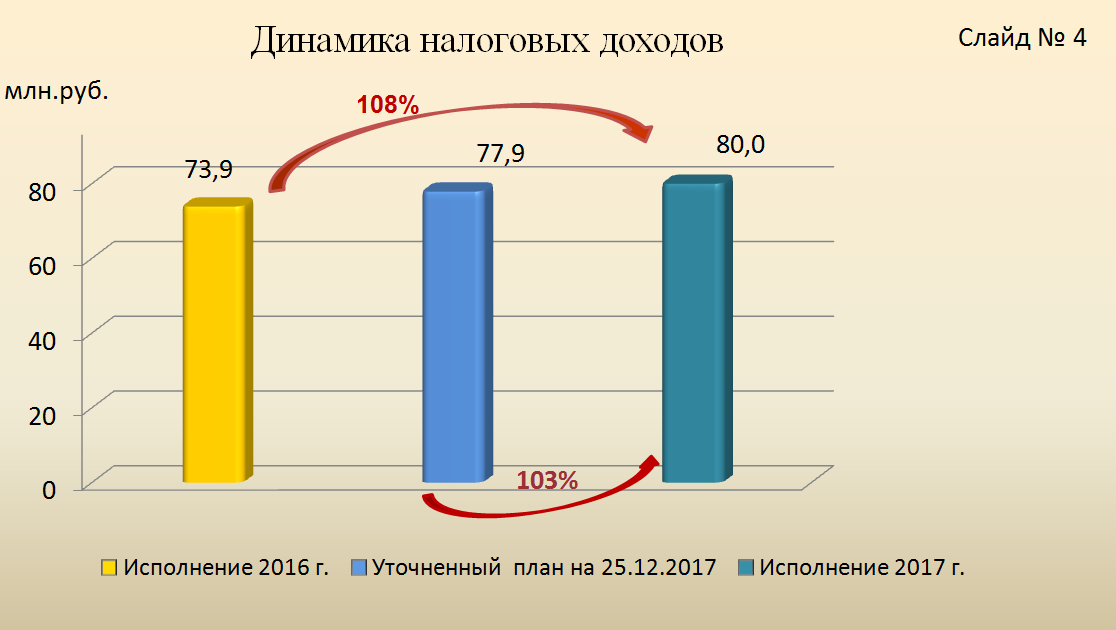 Динамика налоговых доходов
Слайд № 4
млн.руб.
108%
73,9
77,9
80,0
80
60
40
20
0
103%
Исполнение 2016 г.
Уточненный план на 25.12.2017
Исполнение 2017 г.